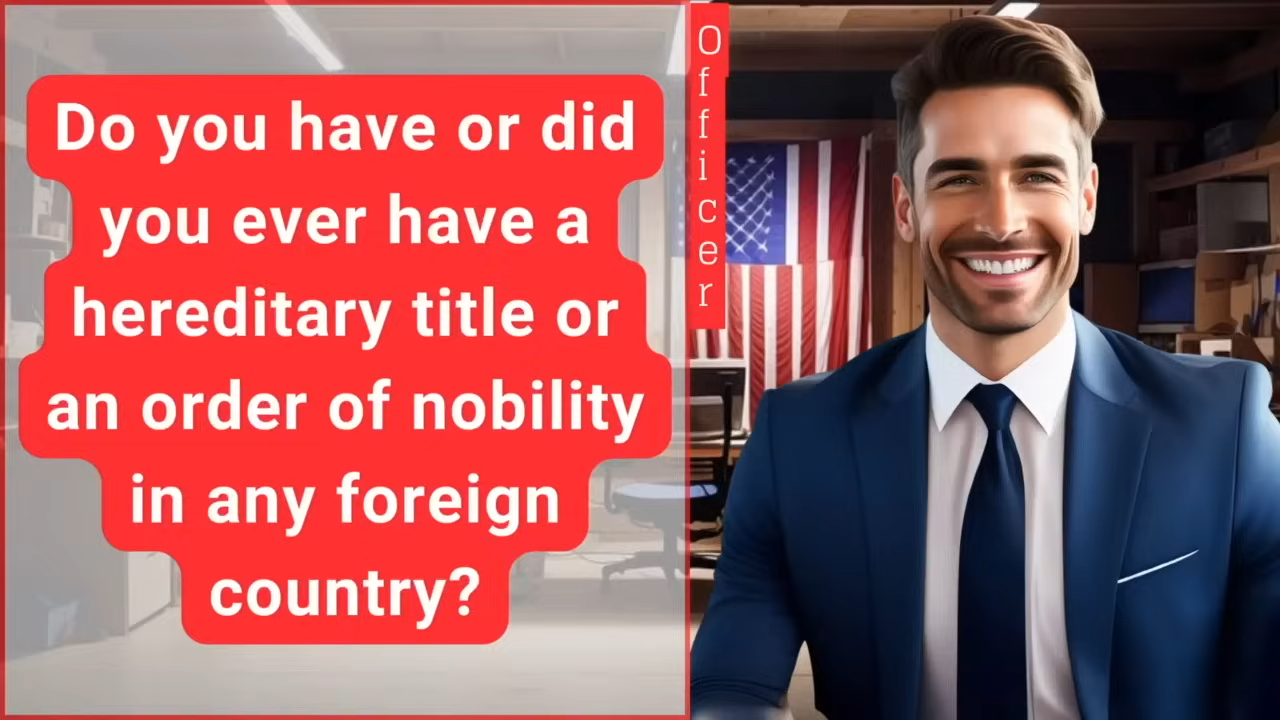 Do you have or did
you ever have a
hereditary title or
an order of nobility
in any foreign
country?
Officer